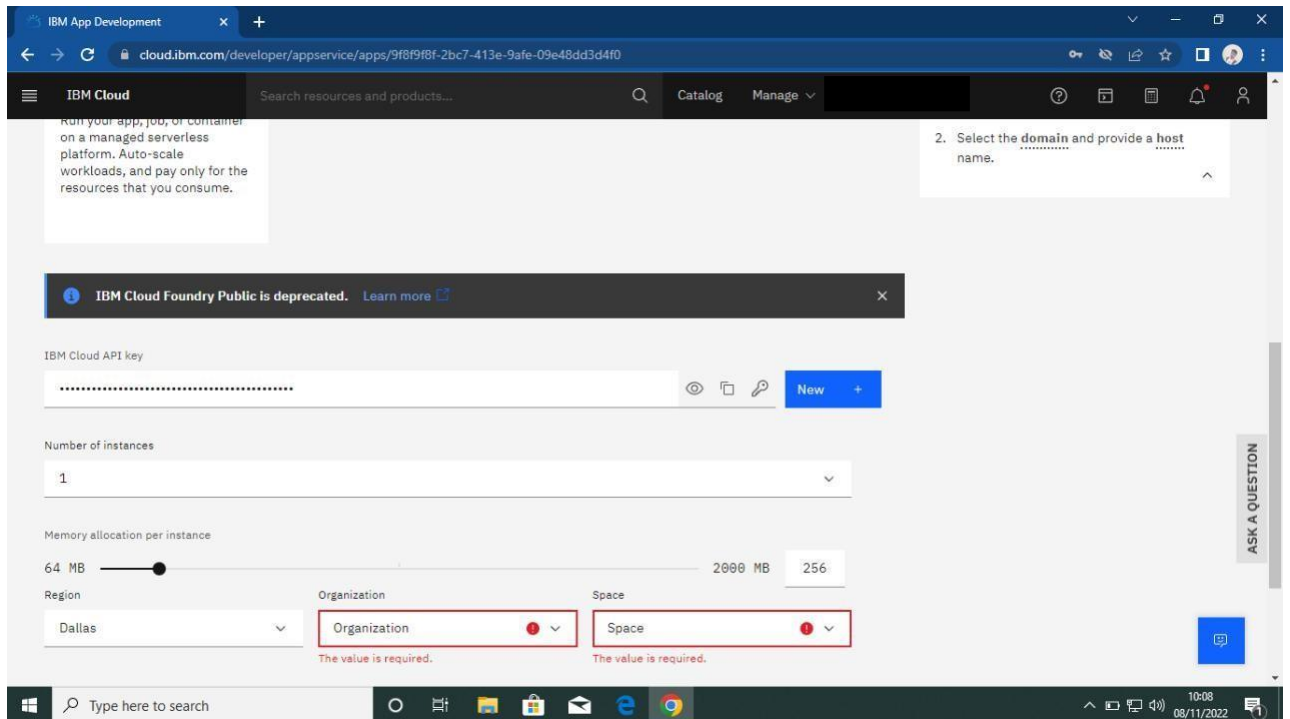 IBM App Development
cloud.ibm.com/developer/appservice/apps/9f8f9f8f-2bc7-413e-9afe-09e48dd3d4f0
IBM Cloud
Search resources and products...
Catalog
Manage
Run your app, job, or container
on a managed serverless
platform. Auto-scale
workloads, and pay only for the
resources that you consume.
2. Select the domain and provide a host
name.
IBM Cloud Foundry Public is deprecated. Learn more
IBM Cloud API key
New +
Number of instances
1
Memory allocation per instance
64 MB
2000 MB
256
Region
Organization
Space
Dallas
Organization
Space
The value is required.
The value is required.
ASK A QUESTION
Type here to search
10:08
08/11/2022
1